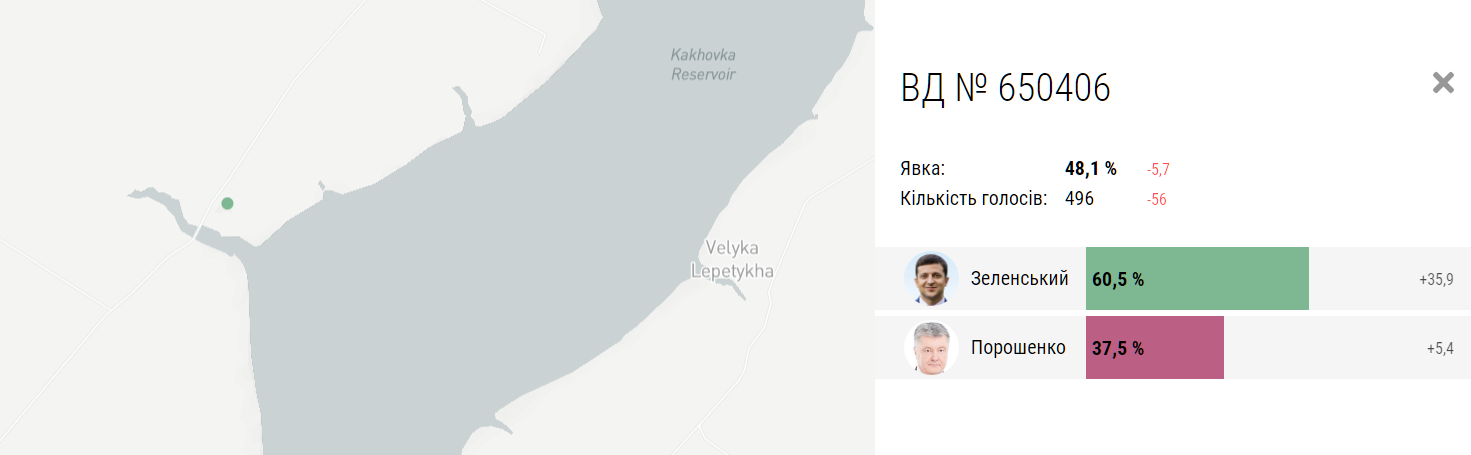 Kakhovka
Reservoir
Velyka
Lepetykha
ВД № 650406
Явка: 48,1 % -5,7
Кількість голосів: 496 -56
Зеленський 60,5 % +35,9
Порошенко 37,5 % +5,4